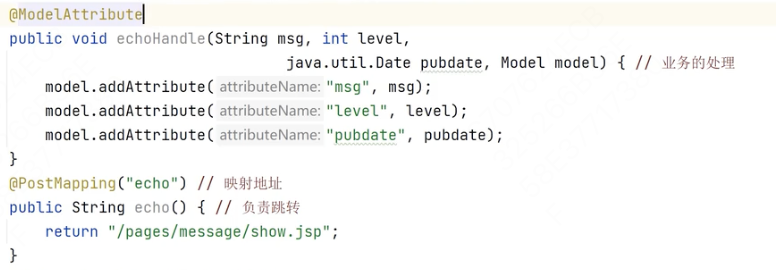 @ModelAttribute
public void echoHandle(String msg, int level,
java.util.Date pubdate, Model model) { // 业务的处理
model.addAttribute( attributeName: "msg", msg);
model.addAttribute( attributeName: "level", level);
model.addAttribute( attributeName: "pubdate", pubdate);
}
@PostMapping("echo") // 映射地址
public String echo() { // 负责跳转
return "/pages/message/show.jsp";
}